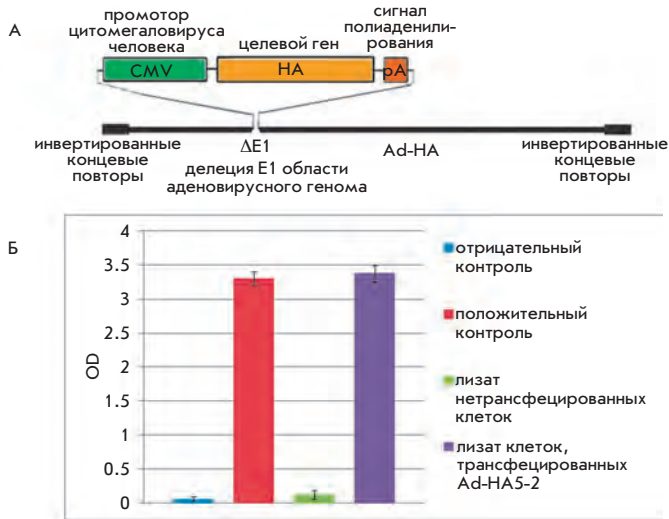 А
промотор
цитомегаловируса
человека
целевой ген
сигнал
полиаденили-
рования
CMV
HA
pA
инвертированные
концевые
повторы
ΔE1
делеция E1 области
аденовирусного генома
Ad-HA
инвертированные
концевые
повторы
Б
OD
4
3.5
3
2.5
2
1.5
1
0.5
0
отрицательный
контроль
положительный
контроль
лизат
нетрансфецированных
клеток
лизат клеток,
трансфецированных
Ad-HA5-2